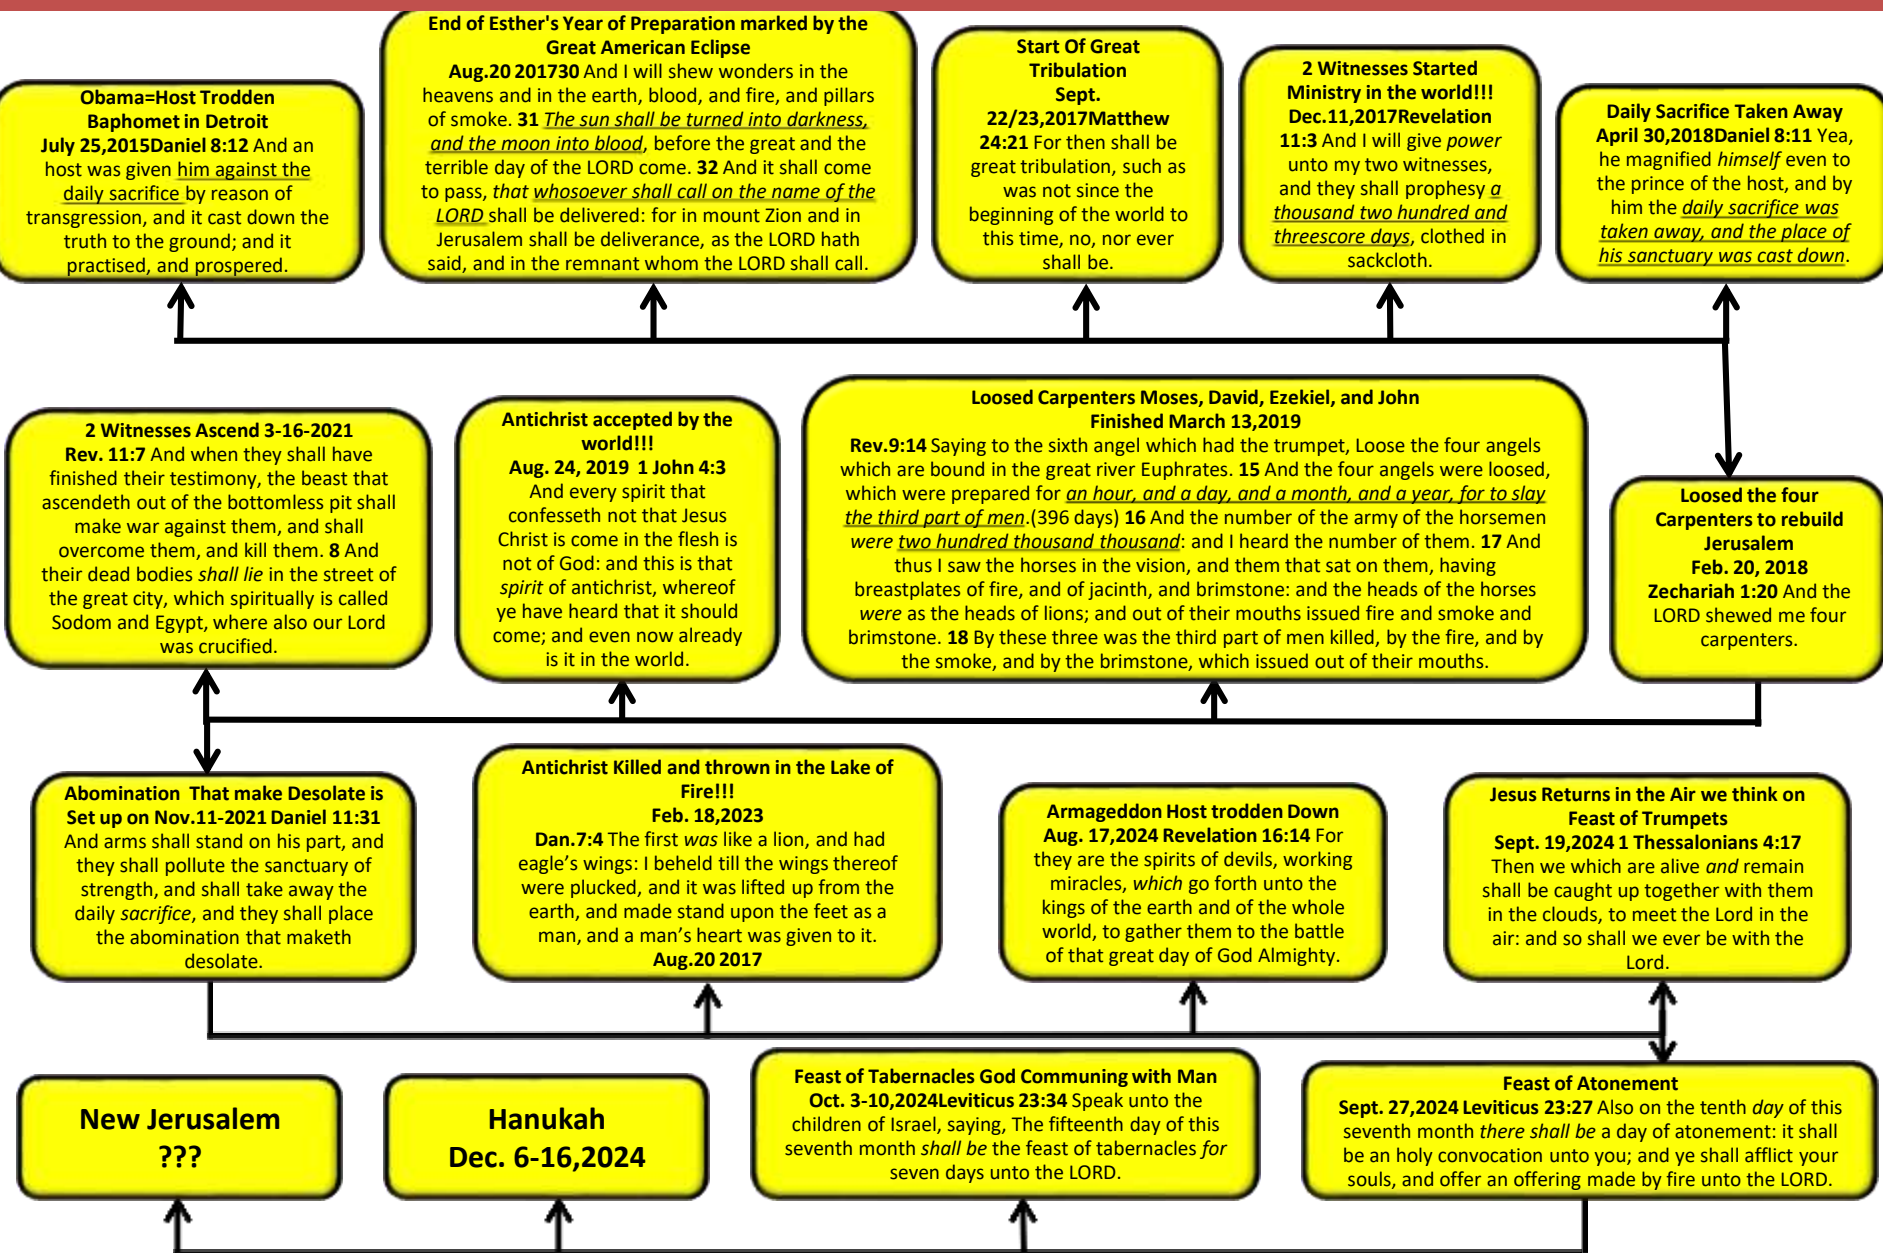 Obama=Host Trodden
Baphomet in Detroit
July 25,2015Daniel 8:12 And an
host was given him against the
daily sacrifice by reason of
transgression, and it cast down the
truth to the ground; and it
practised, and prospered.
End of Esther's Year of Preparation marked by the
Great American Eclipse
Aug.20 201730 And I will shew wonders in the
heavens and in the earth, blood, and fire, and pillars
of smoke. 31 The sun shall be turned into darkness,
and the moon into blood, before the great and the
terrible day of the LORD come. 32 And it shall come
to pass, that whosoever shall call on the name of the
LORD shall be delivered: for in mount Zion and in
Jerusalem shall be deliverance, as the LORD hath
said, and in the remnant whom the LORD shall call.
Start Of Great
Tribulation
Sept.
22/23,2017Matthew
24:21 For then shall be
great tribulation, such as
was not since the
beginning of the world to
this time, no, nor ever
shall be.
2 Witnesses Started
Ministry in the world!!!
Dec.11,2017Revelation
11:3 And I will give power
unto my two witnesses,
and they shall prophesy a
thousand two hundred and
threescore days, clothed in
sackcloth.
Daily Sacrifice Taken Away
April 30,2018Daniel 8:11 Yea,
he magnified himself even to
the prince of the host, and by
him the daily sacrifice was
taken away, and the place of
his sanctuary was cast down.
2 Witnesses Ascend 3-16-2021
Rev. 11:7 And when they shall have
finished their testimony, the beast that
ascendeth out of the bottomless pit shall
make war against them, and shall
overcome them, and kill them. 8 And
their dead bodies shall lie in the street of
the great city, which spiritually is called
Sodom and Egypt, where also our Lord
was crucified.
Antichrist accepted by the
world!!!
Aug. 24, 2019 1 John 4:3
And every spirit that
confesseth not that Jesus
Christ is come in the flesh is
not of God: and this is that
spirit of antichrist, whereof
ye have heard that it should
come; and even now already
is it in the world.
Loosed Carpenters Moses, David, Ezekiel, and John
Finished March 13,2019
Rev.9:14 Saying to the sixth angel which had the trumpet, Loose the four angels
which are bound in the great river Euphrates. 15 And the four angels were loosed,
which were prepared for an hour, and a day, and a month, and a year, for to slay
the third part of men.(396 days) 16 And the number of the army of the horsemen
were two hundred thousand thousand: and I heard the number of them. 17 And
thus I saw the horses in the vision, and them that sat on them, having
breastplates of fire, and of jacinth, and brimstone: and the heads of the horses
were as the heads of lions; and out of their mouths issued fire and smoke and
brimstone. 18 By these three was the third part of men killed, by the fire, and by
the smoke, and by the brimstone, which issued out of their mouths.
Loosed the four
Carpenters to rebuild
Jerusalem
Feb. 20, 2018
Zechariah 1:20 And the
LORD shewed me four
carpenters.
Abomination That make Desolate is
Set up on Nov.11-2021 Daniel 11:31
And arms shall stand on his part, and
they shall pollute the sanctuary of
strength, and shall take away the
daily sacrifice, and they shall place
the abomination that maketh
desolate.
Antichrist Killed and thrown in the Lake of
Fire!!!
Feb. 18,2023
Dan.7:4 The first was like a lion, and had
eagle's wings: I beheld till the wings thereof
were plucked, and it was lifted up from the
earth, and made stand upon the feet as a
man, and a man's heart was given to it.
Aug.20 2017
Armageddon Host trodden Down
Aug. 17,2024 Revelation 16:14 For
they are the spirits of devils, working
miracles, which go forth unto the
kings of the earth and of the whole
world, to gather them to the battle
of that great day of God Almighty.
Jesus Returns in the Air we think on
Feast of Trumpets
Sept. 19,2024 1 Thessalonians 4:17
Then we which are alive and remain
shall be caught up together with them
in the clouds, to meet the Lord in the
air: and so shall we ever be with the
Lord.
New Jerusalem
???
Hanukah
Dec. 6-16,2024
Feast of Tabernacles God Communing with Man
Oct. 3-10,2024Leviticus 23:34 Speak unto the
children of Israel, saying, The fifteenth day of this
seventh month shall be the feast of tabernacles for
seven days unto the LORD.
Feast of Atonement
Sept. 27,2024 Leviticus 23:27 Also on the tenth day of this
seventh month there shall be a day of atonement: it shall
be an holy convocation unto you; and ye shall afflict your
souls, and offer an offering made by fire unto the LORD.